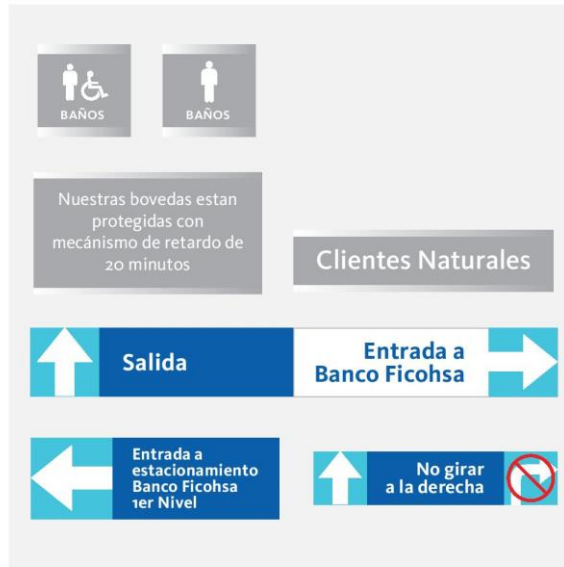 BAÑOS
BAÑOS
Nuestras bovedas estan
protegidas con
mecánismo de retardo de
20 minutos
Clientes Naturales
Salida
Entrada a
Banco Ficohsa
Entrada a
estacionamiento
Banco Ficohsa
1er Nivel
No girar
a la derecha